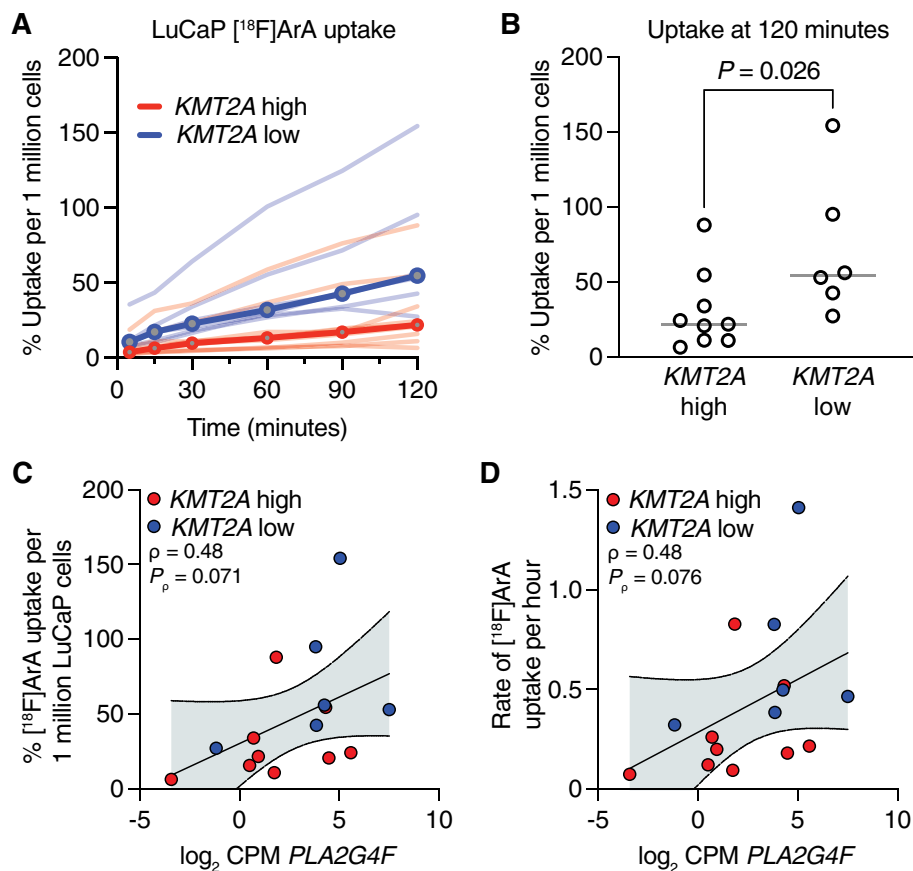 A
LuCaP [¹⁸F]ArA uptake
% Uptake per 1 million cells
200
150
100
50
0
KMT2A high
KMT2A low
0 30 60 90 120
Time (minutes)
B
Uptake at 120 minutes
P = 0.026
% Uptake per 1 million cells
200
150
100
50
0
KMT2A
high
KMT2A
low
C
% [¹⁸F]ArA uptake per
1 million LuCaP cells
200
150
100
50
0
KMT2A high
KMT2A low
ρ = 0.48
Pρ = 0.071
-5 0 5 10
log₂ CPM PLA2G4F
D
Rate of [¹⁸F]ArA
uptake per hour
1.5
1.0
0.5
0
KMT2A high
KMT2A low
ρ = 0.48
Pρ = 0.076
-5 0 5 10
log₂ CPM PLA2G4F